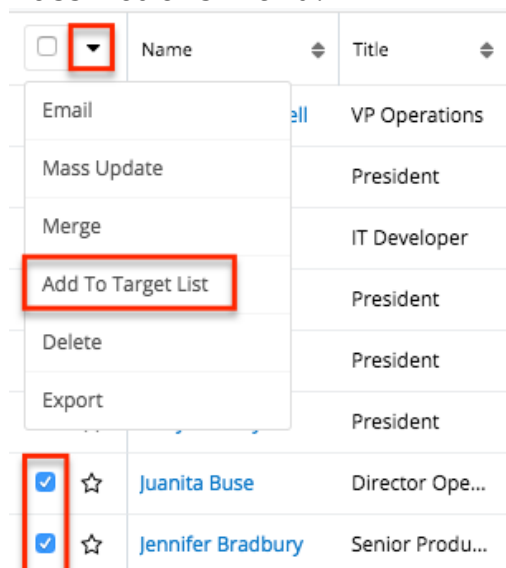 Name Title
Email ell VP Operations
Mass Update President
Merge IT Developer
Add To Target List President
Delete President
Export President
Juanita Buse Director Ope...
Jennifer Bradbury Senior Produ...